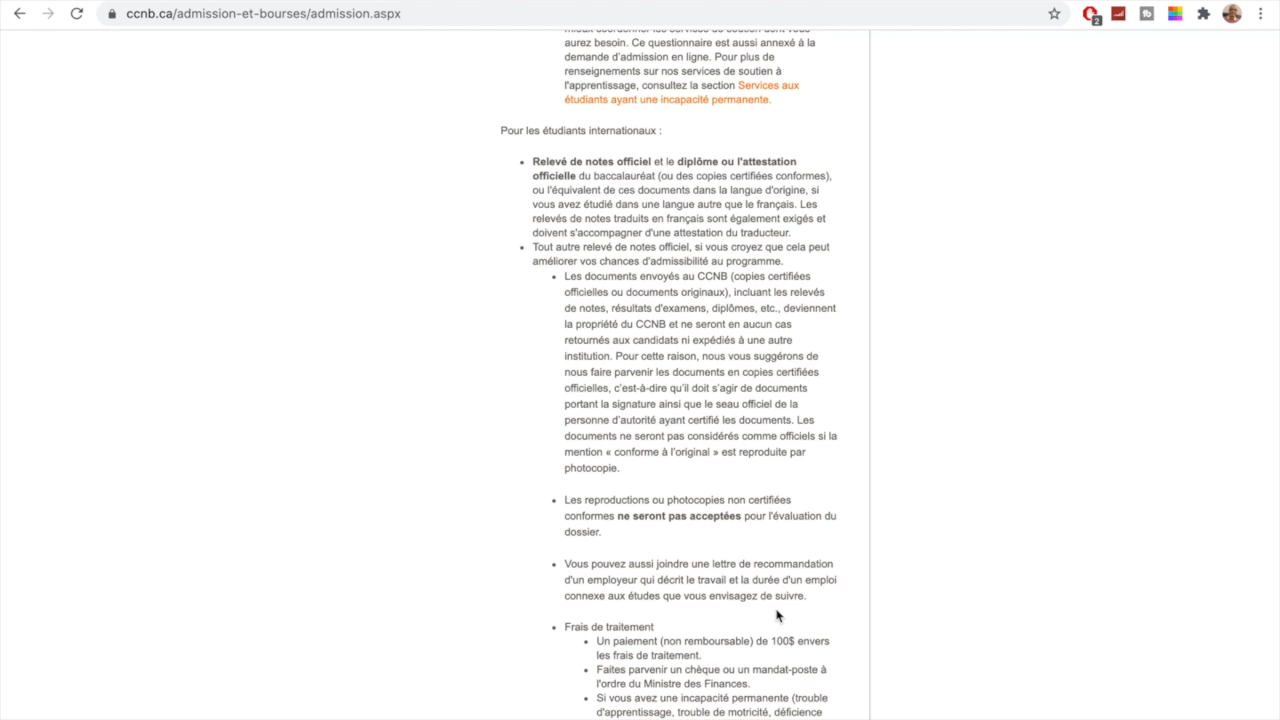 ccnb.ca/admission-et-bourses/admission.aspx
2
aurez besoin. Ce questionnaire est aussi annexé à la
demande d'admission en ligne. Pour plus de
renseignements sur nos services de soutien à
l'apprentissage, consultez la section Services aux
étudiants ayant une incapacité permanente.
Pour les étudiants internationaux :
Relevé de notes officiel et le diplôme ou l'attestation
officielle du baccalauréat (ou des copies certifiées conformes),
ou l'équivalent de ces documents dans la langue d'origine, si
vous avez étudié dans une langue autre que le français. Les
relevés de notes traduits en français sont également exigés et
doivent s'accompagner d'une attestation du traducteur.
Tout autre relevé de notes officiel, si vous croyez que cela peut
améliorer vos chances d'admissibilité au programme.
Les documents envoyés au CCNB (copies certifiées
officielles ou documents originaux), incluant les relevés
de notes, résultats d'examens, diplômes, etc., deviennent
la propriété du CCNB et ne seront en aucun cas
retournés aux candidats ni expédiés à une autre
institution. Pour cette raison, nous vous suggérons de
nous faire parvenir les documents en copies certifiées
officielles, c'est-à-dire qu'il doit s'agir de documents
portant la signature ainsi que le seau officiel de la
personne d'autorité ayant certifié les documents. Les
documents ne seront pas considérés comme officiels si la
mention « conforme à l'original » est reproduite par
photocopie.
Les reproductions ou photocopies non certifiées
conformes ne seront pas acceptées pour l'évaluation du
dossier.
Vous pouvez aussi joindre une lettre de recommandation
d'un employeur qui décrit le travail et la durée d'un emploi
connexe aux études que vous envisagez de suivre.
Frais de traitement
Un paiement (non remboursable) de 100$ envers
les frais de traitement.
Faites parvenir un chèque ou un mandat-poste à
l'ordre du Ministre des Finances.
Si vous avez une incapacité permanente (trouble
d'apprentissage, trouble de motricité, déficience